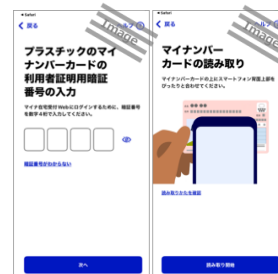 ◀ Safari
戻る
ヘルプ
Image
プラスチックのマイ
ナンバーカードの
利用者証明用暗証
番号の入力
マイナ自宅受付Webにログインするために、暗証番号
を数字4桁で入力してください。
暗証番号がわからない
次へ
◀ Safari
戻る
ヘルプ
Image
マイナンバー
カードの読み取り
マイナンバーカードの上にスマートフォン背面上部を
ぴったりと合わせてください。
読み取りかたを確認
読み取り開始